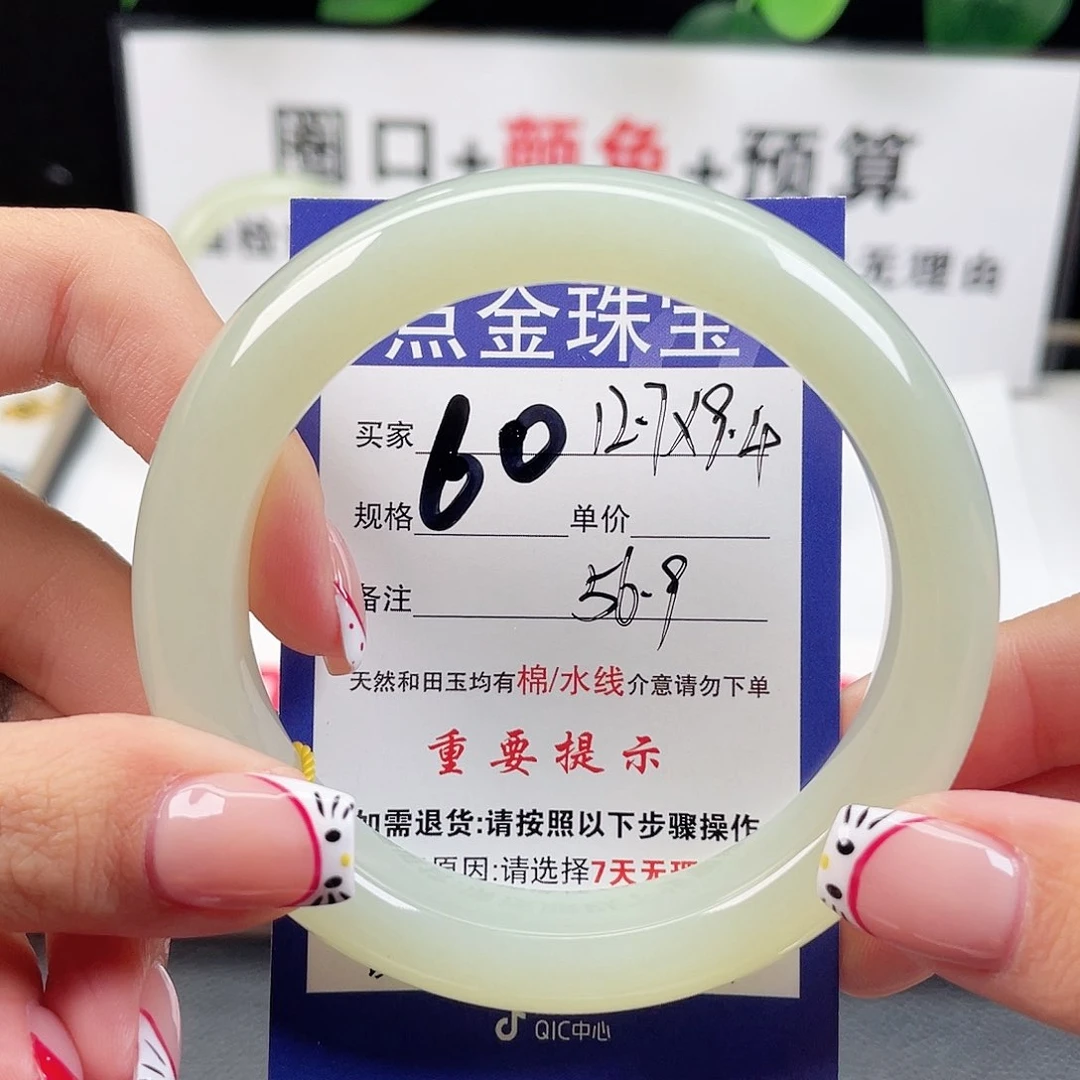 圈口+颜色+预算
无理由
点金珠宝
买家 60 12.7X9.4
规格 单价
备注 56.9
天然和田玉均有棉/水线介意请勿下单
重要提示
如需退货:请按照以下步骤操作
原因:请选择7天无理
QIC中心